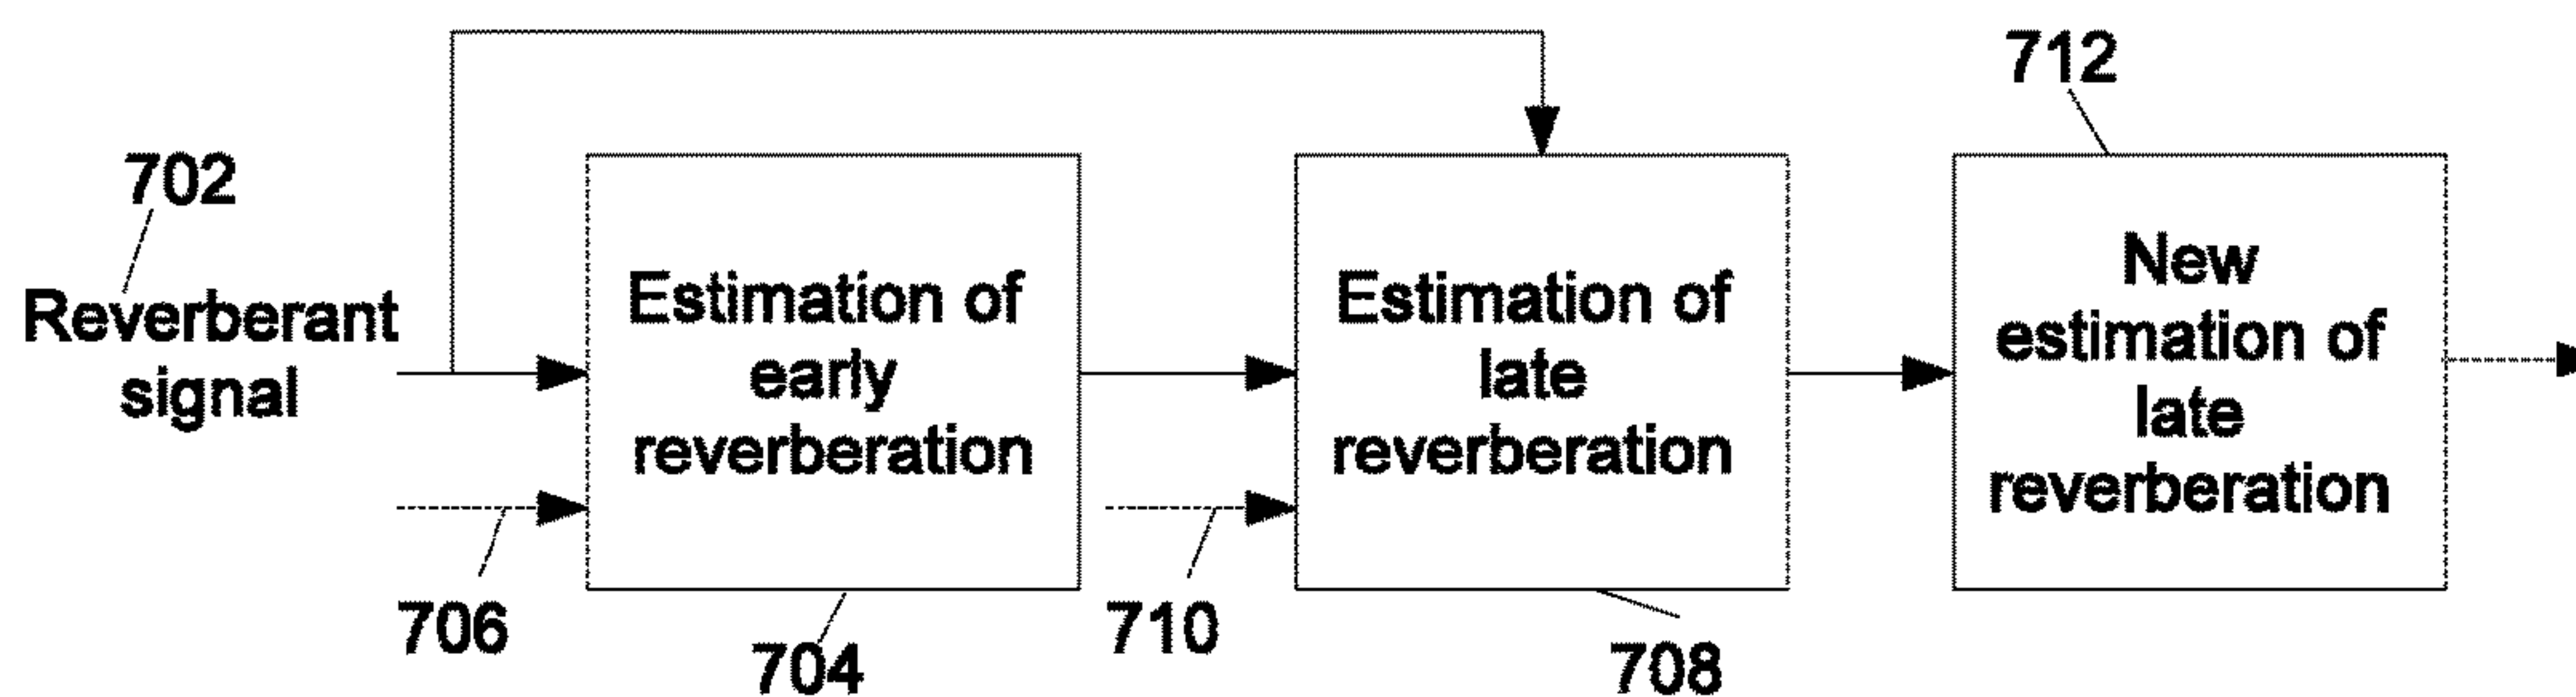 712
702
Reverberant
signal
Estimation of
early
reverberation
Estimation of
late
reverberation
New
estimation of
late
reverberation
706
704
710
708